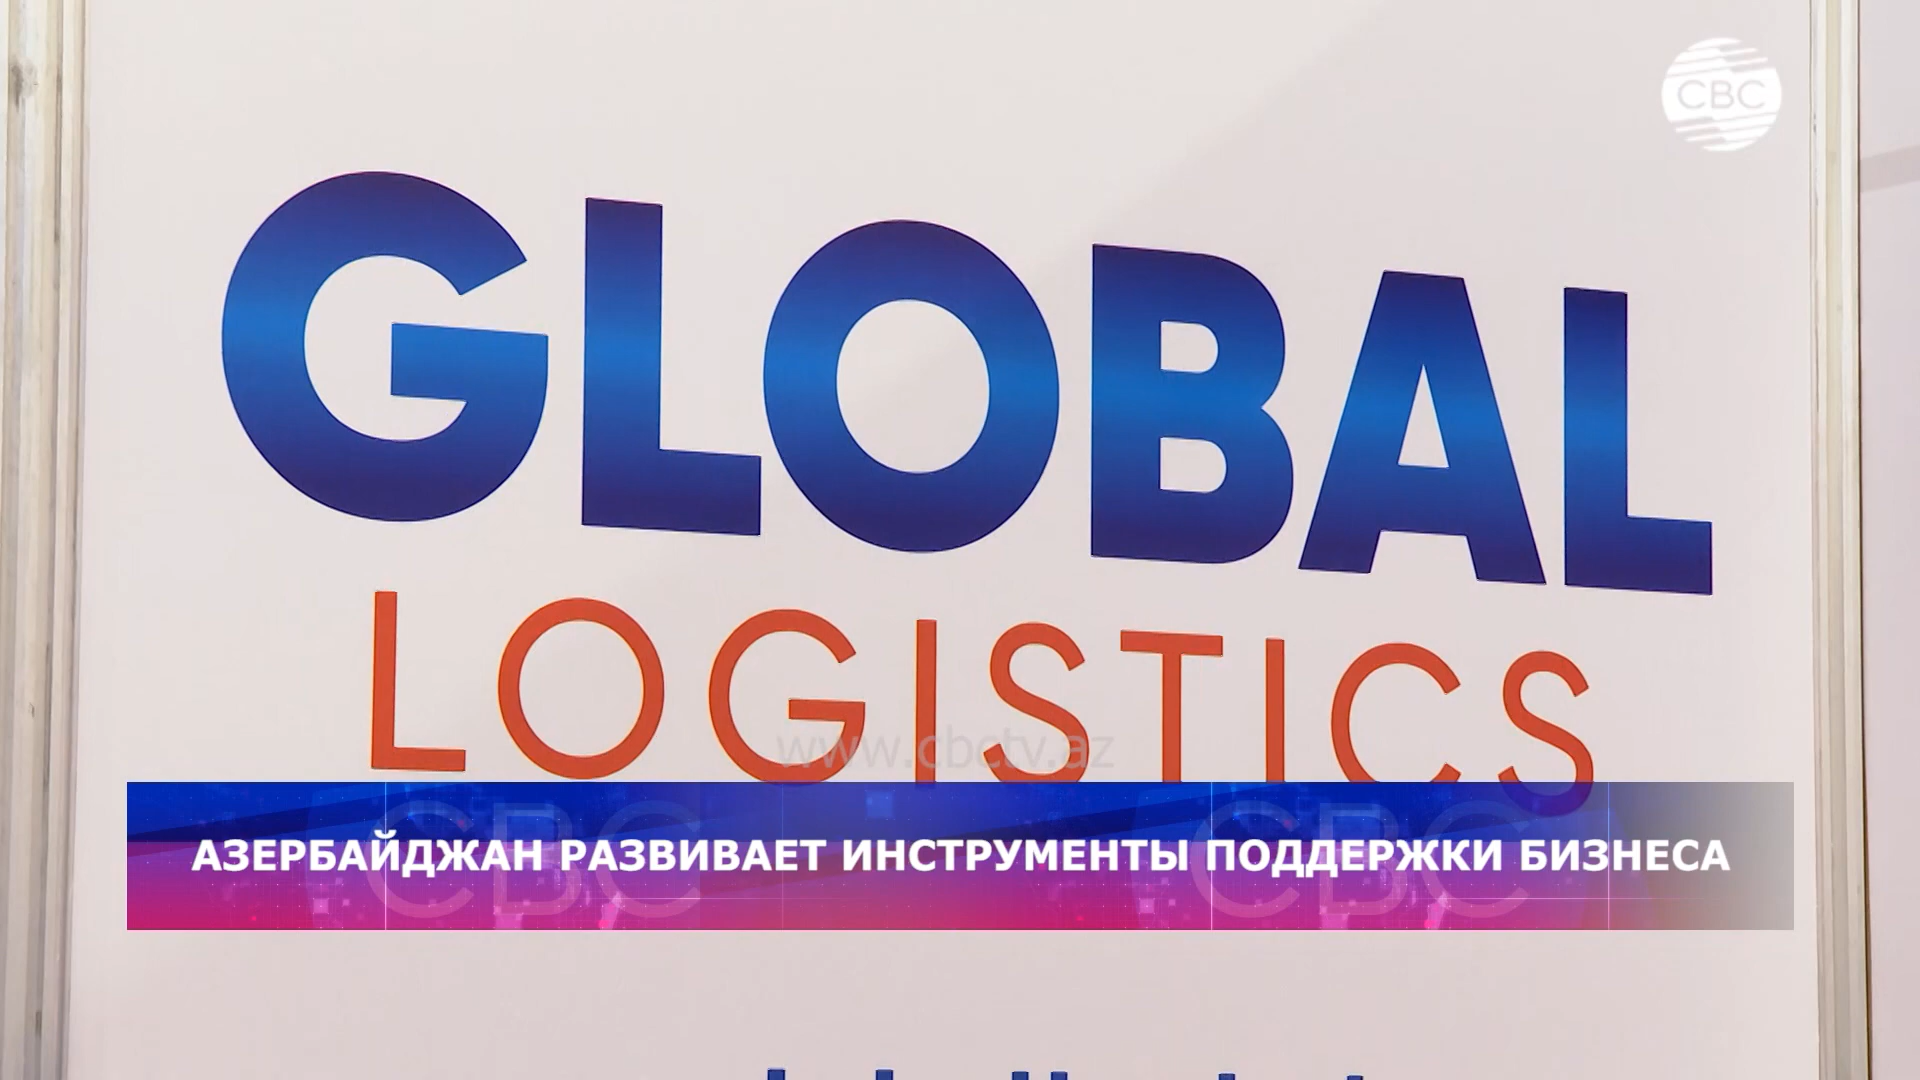 CBC
GLOBAL
LOGISTICS
www.cbctv.az
АЗЕРБАЙДЖАН РАЗВИВАЕТ ИНСТРУМЕНТЫ ПОДДЕРЖКИ БИЗНЕСА